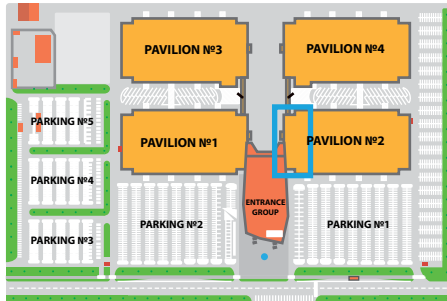 PAVILION №3
PAVILION №4
PARKING №5
PAVILION №1
PAVILION №2
PARKING №4
ENTRANCE
GROUP
PARKING №2
PARKING №1
PARKING №3